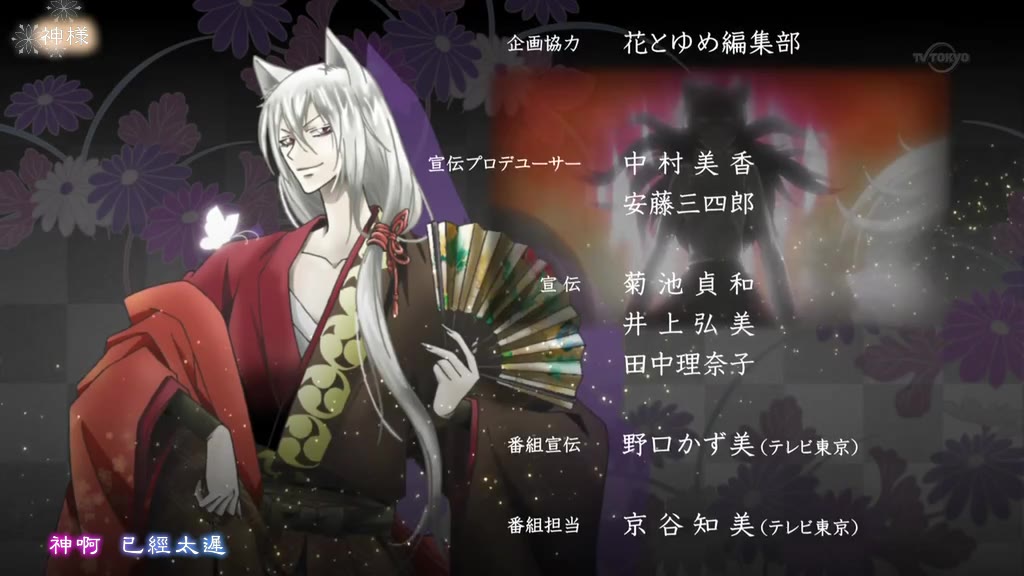 神様
TV TOKYO
企画協力 花とゆめ編集部
宣伝プロデユーサー 中村美香
安藤三四郎
宣伝 菊池貞和
井上弘美
田中理奈子
番組宣伝 野口かず美(テレビ東京)
番組担当 京谷知美(テレビ東京)
神啊 已經太遲